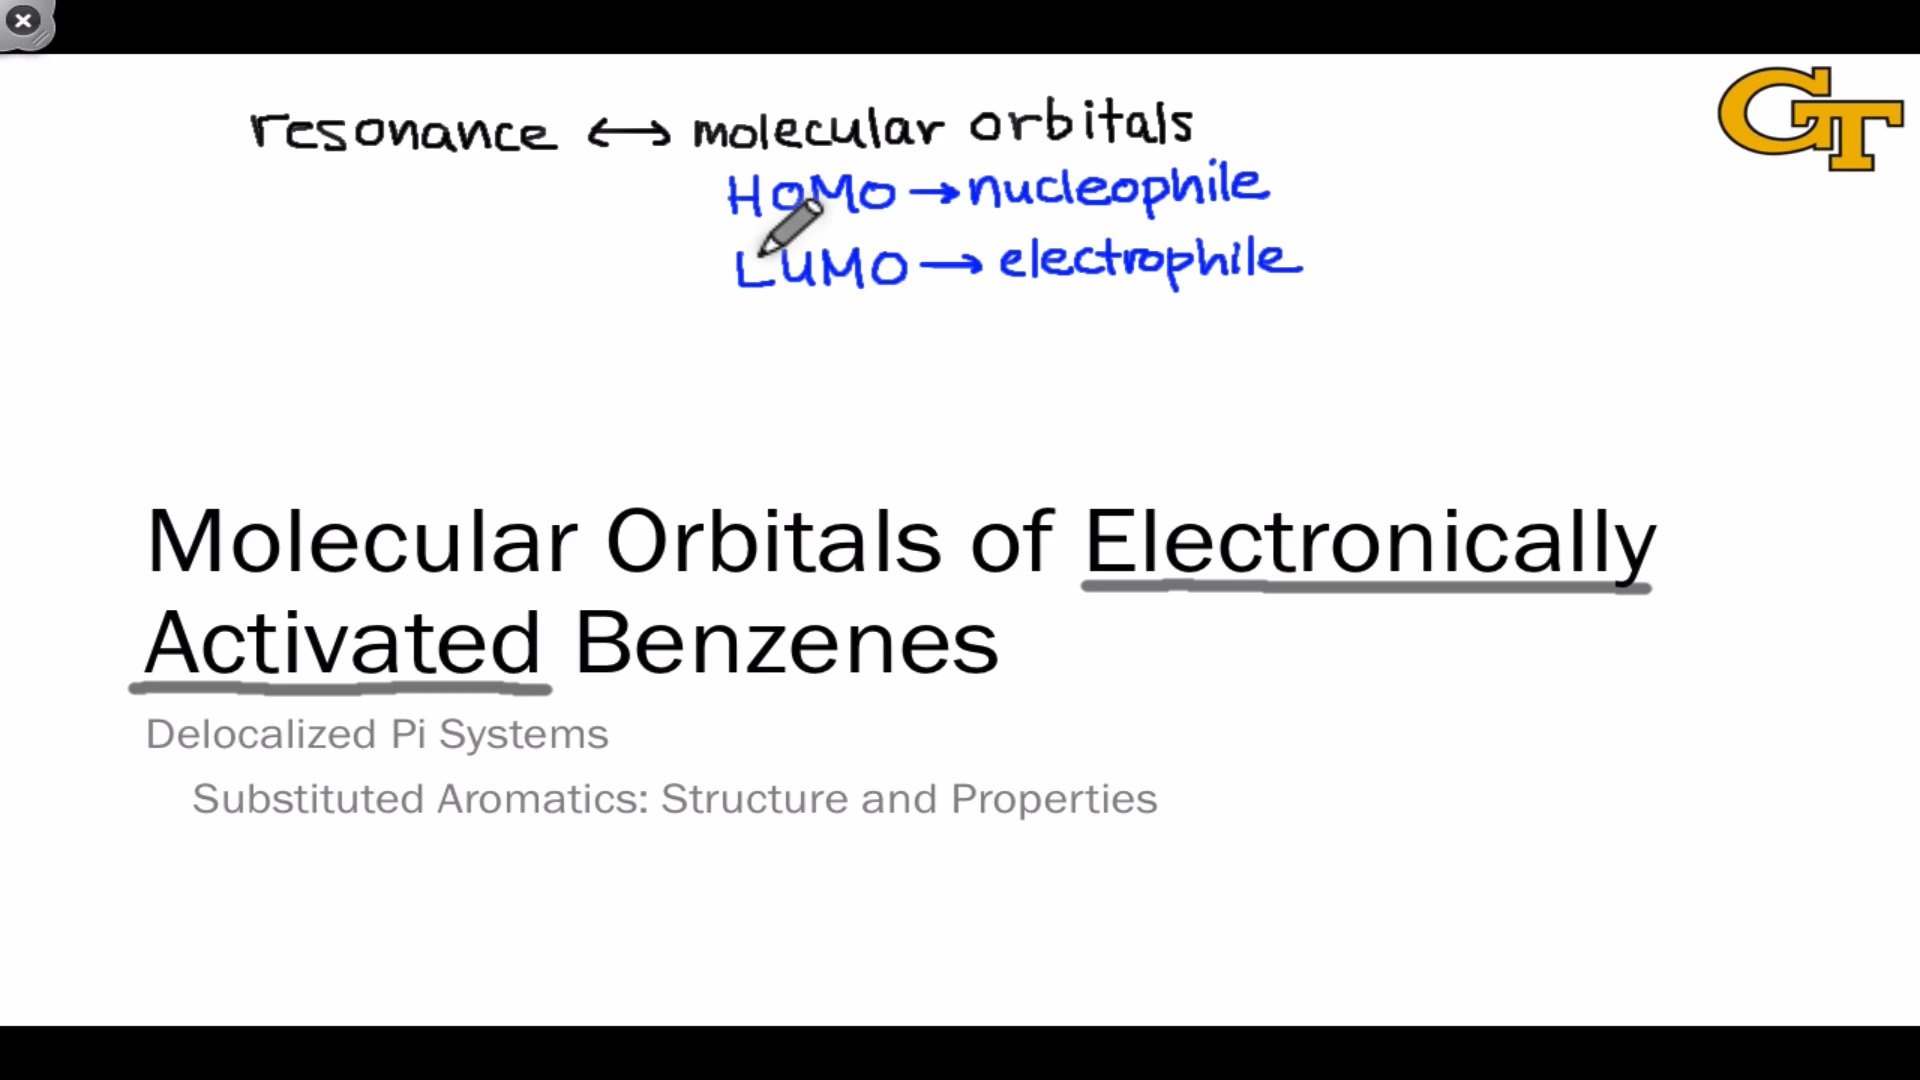 resonance ↔ molecular orbitals
HOMO → nucleophile
LUMO → electrophile
GT
Molecular Orbitals of Electronically
Activated Benzenes
Delocalized Pi Systems
Substituted Aromatics: Structure and Properties